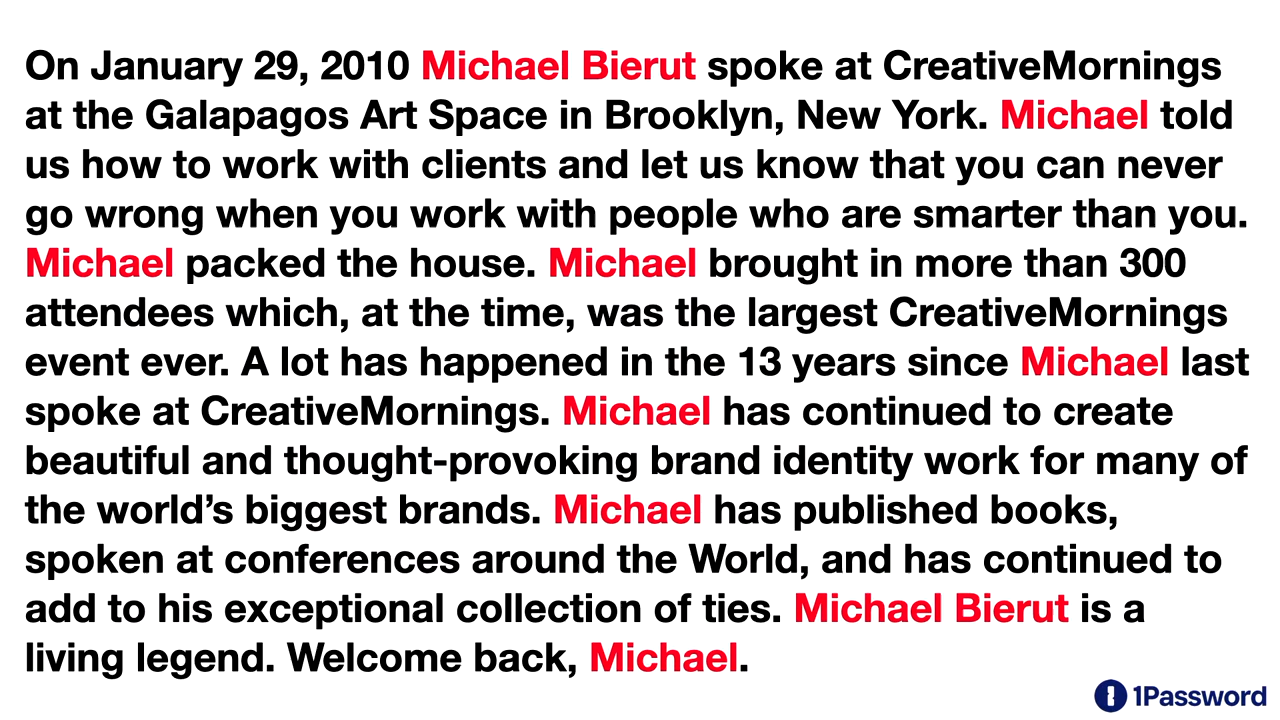 On January 29, 2010 Michael Bierut spoke at CreativeMornings
at the Galapagos Art Space in Brooklyn, New York. Michael told
us how to work with clients and let us know that you can never
go wrong when you work with people who are smarter than you.
Michael packed the house. Michael brought in more than 300
attendees which, at the time, was the largest CreativeMornings
event ever. A lot has happened in the 13 years since Michael last
spoke at CreativeMornings. Michael has continued to create
beautiful and thought-provoking brand identity work for many of
the world’s biggest brands. Michael has published books,
spoken at conferences around the World, and has continued to
add to his exceptional collection of ties. Michael Bierut is a
living legend. Welcome back, Michael.
1Password